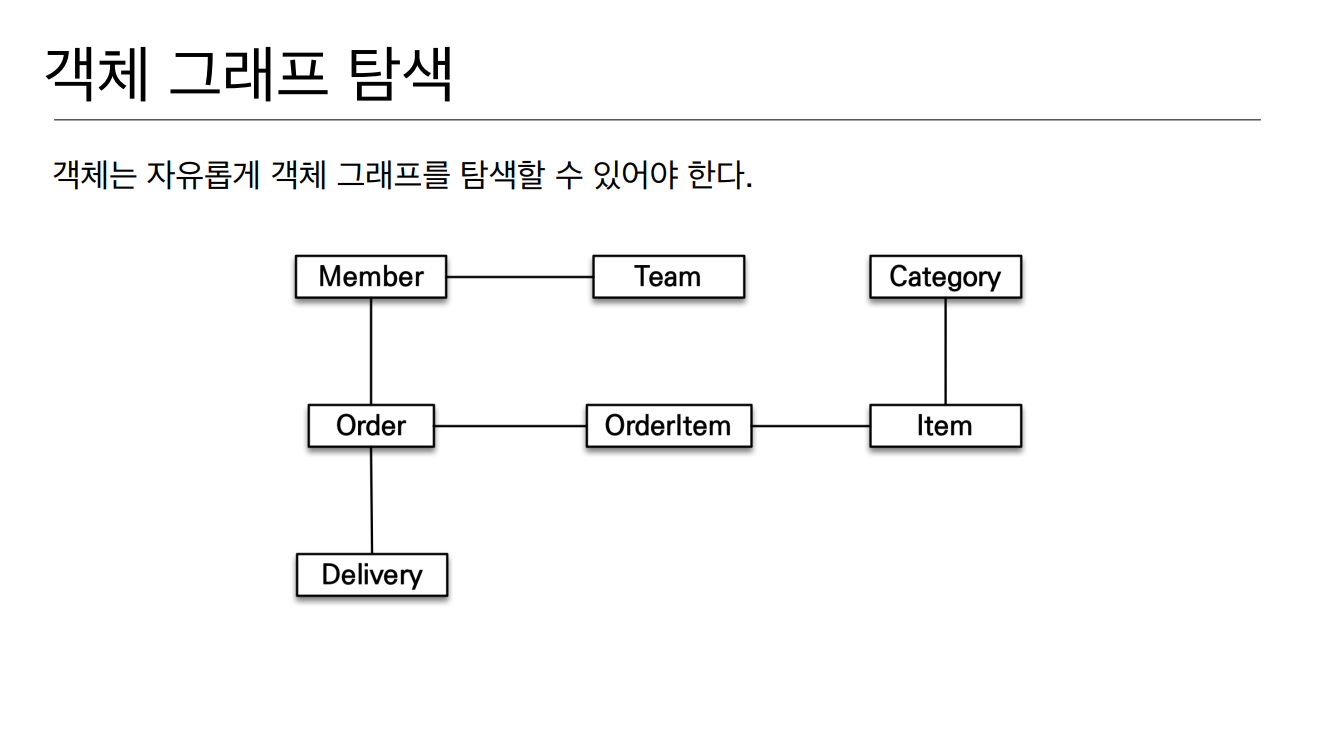 객체 그래프 탐색
객체는 자유롭게 객체 그래프를 탐색할 수 있어야 한다.
Member
Team
Category
Order
OrderItem
Item
Delivery